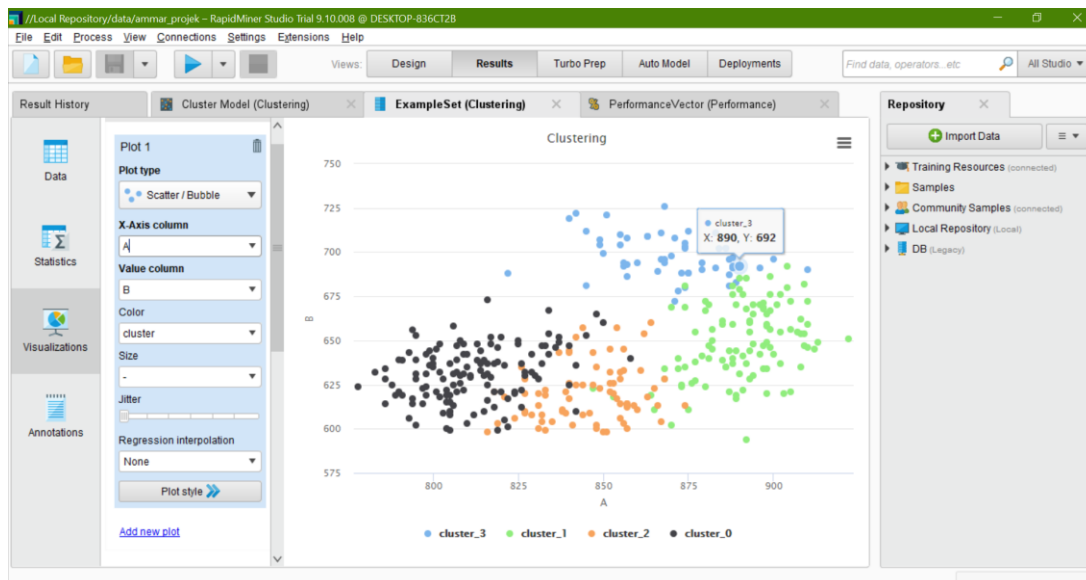 //Local Repository/data/ammar_projek – RapidMiner Studio Trial 9.10.008 @ DESKTOP-836CT2B
File Edit Process View Connections Settings Extensions Help
Views: Design Results Turbo Prep Auto Model Deployments Find data, operators...etc All Studio
Result History Cluster Model (Clustering) ExampleSet (Clustering) PerformanceVector (Performance) Repository
Data
Statistics
Visualizations
Annotations
Plot 1
Plot type
Scatter / Bubble
X-Axis column
A
Value column
B
Color
cluster
Size
-
Jitter
Regression interpolation
None
Plot style
Add new plot
Clustering
750
725
700
675
650
625
600
575
B
cluster_3
X: 890, Y: 692
800 825 850 875 900
A
cluster_3 cluster_1 cluster_2 cluster_0
Import Data
Training Resources (connected)
Samples
Community Samples (connected)
Local Repository (Local)
DB (Legacy)